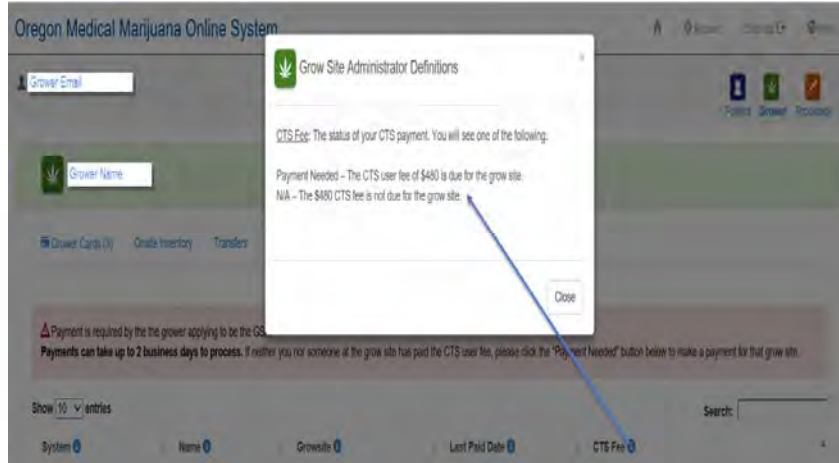 Oregon Medical Marijuana Online System
Grower Email
Patient Grower Processor
Grower Name
Grower Cards (3) Onsite Inventory Transfers
Grow Site Administrator Definitions
CTS Fee: The status of your CTS payment. You will see one of the following.
Payment Needed – The CTS user fee of $480 is due for the grow site.
N/A – The $480 CTS fee is not due for the grow site.
Close
Payment is required by the the grower applying to be the
Payments can take up to 2 business days to process. If neither you nor someone at the grow site has paid the CTS user fee, please click the "Payment Needed" button below to make a payment for that grow site.
Show 10 entries
Search:
System Name Growsite Last Paid Date CTS Fee